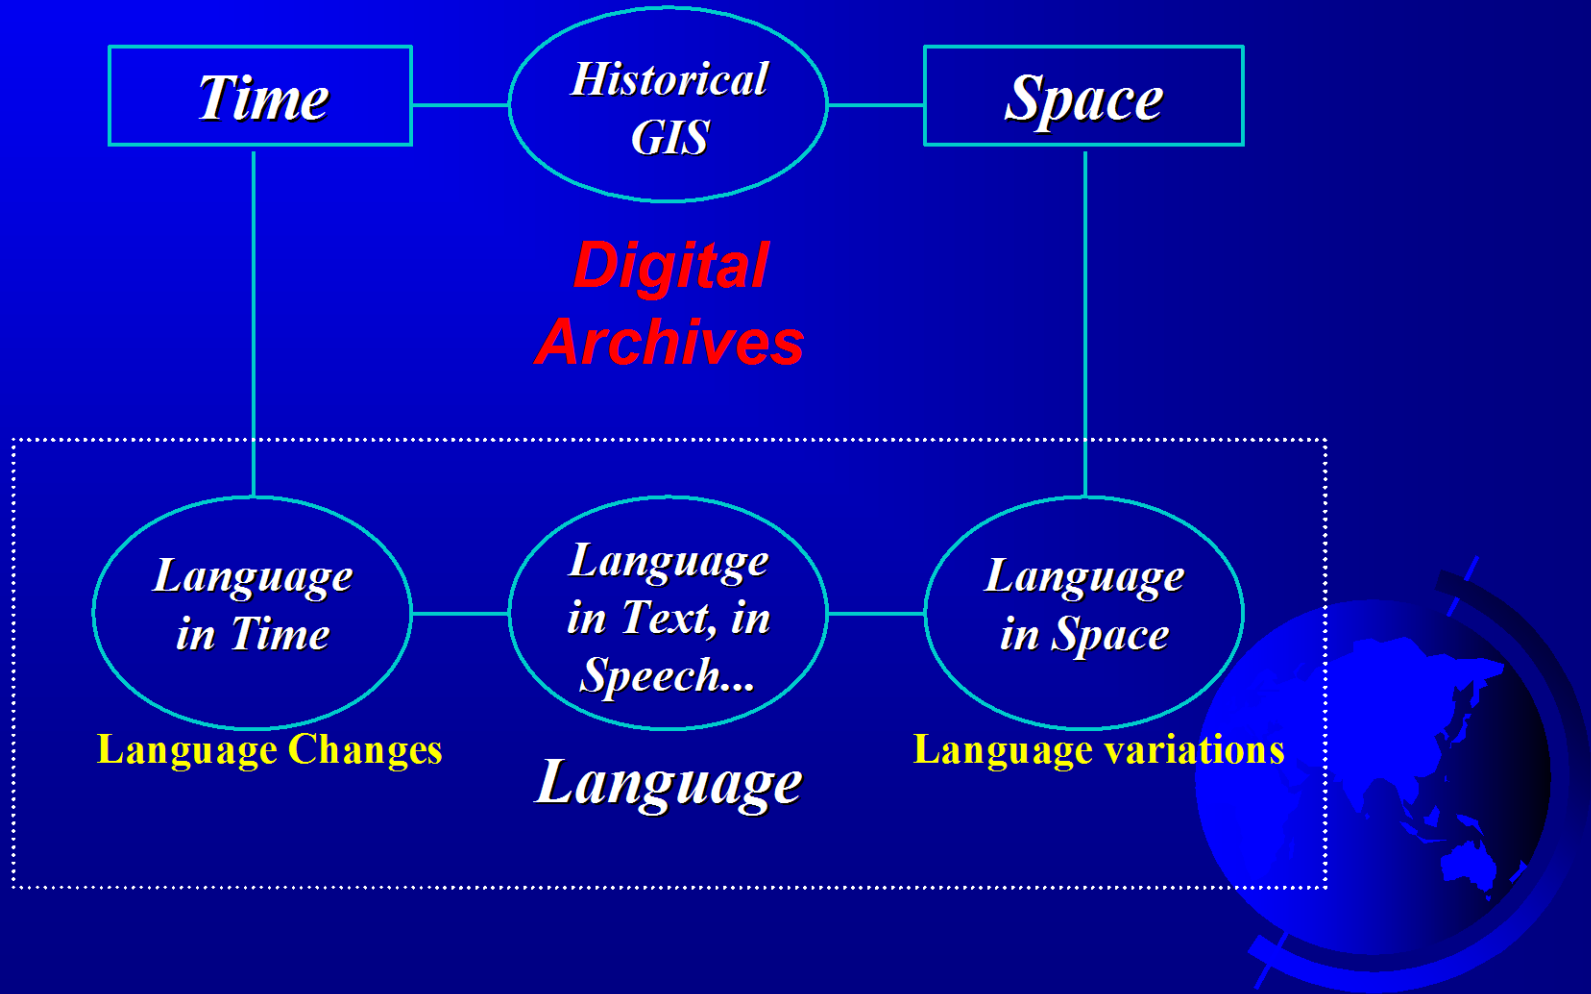 Time
Historical
GIS
Space
Digital
Archives
Language
in Time
Language
in Text, in
Speech...
Language
in Space
Language Changes
Language
Language variations